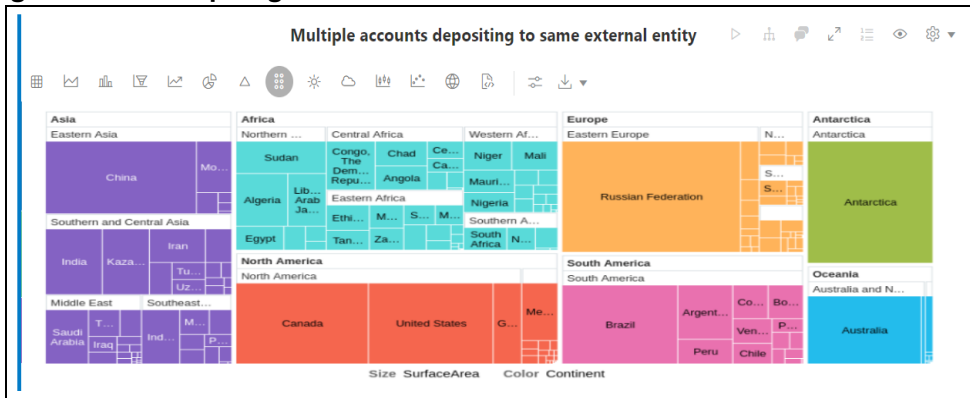 Multiple accounts depositing to same external entity
Asia
Eastern Asia
China
Mo...
Southern and Central Asia
India
Kaza...
Iran
Tu...
Uz...
Middle East
Southeast...
Saudi
Arabia
T...
Iraq
Ind...
M...
P...
Africa
Northern ...
Sudan
Algeria
Lib...
Arab
Ja...
Egypt
Central Africa
Congo,
The
Dem...
Repu...
Chad
Ce...
Ca...
Angola
Eastern Africa
Ethi...
M...
S...
M...
Tan...
Za...
Western Af...
Niger
Mali
Mauri...
Nigeria
Southern A...
South
Africa
N...
North America
North America
Canada
United States
G...
Me...
Europe
Eastern Europe
Russian Federation
N...
S...
S...
South America
South America
Brazil
Argent...
Peru
Co...
Bo...
Ven...
P...
Chile
Antarctica
Antarctica
Antarctica
Oceania
Australia and N...
Australia
Size SurfaceArea Color Continent